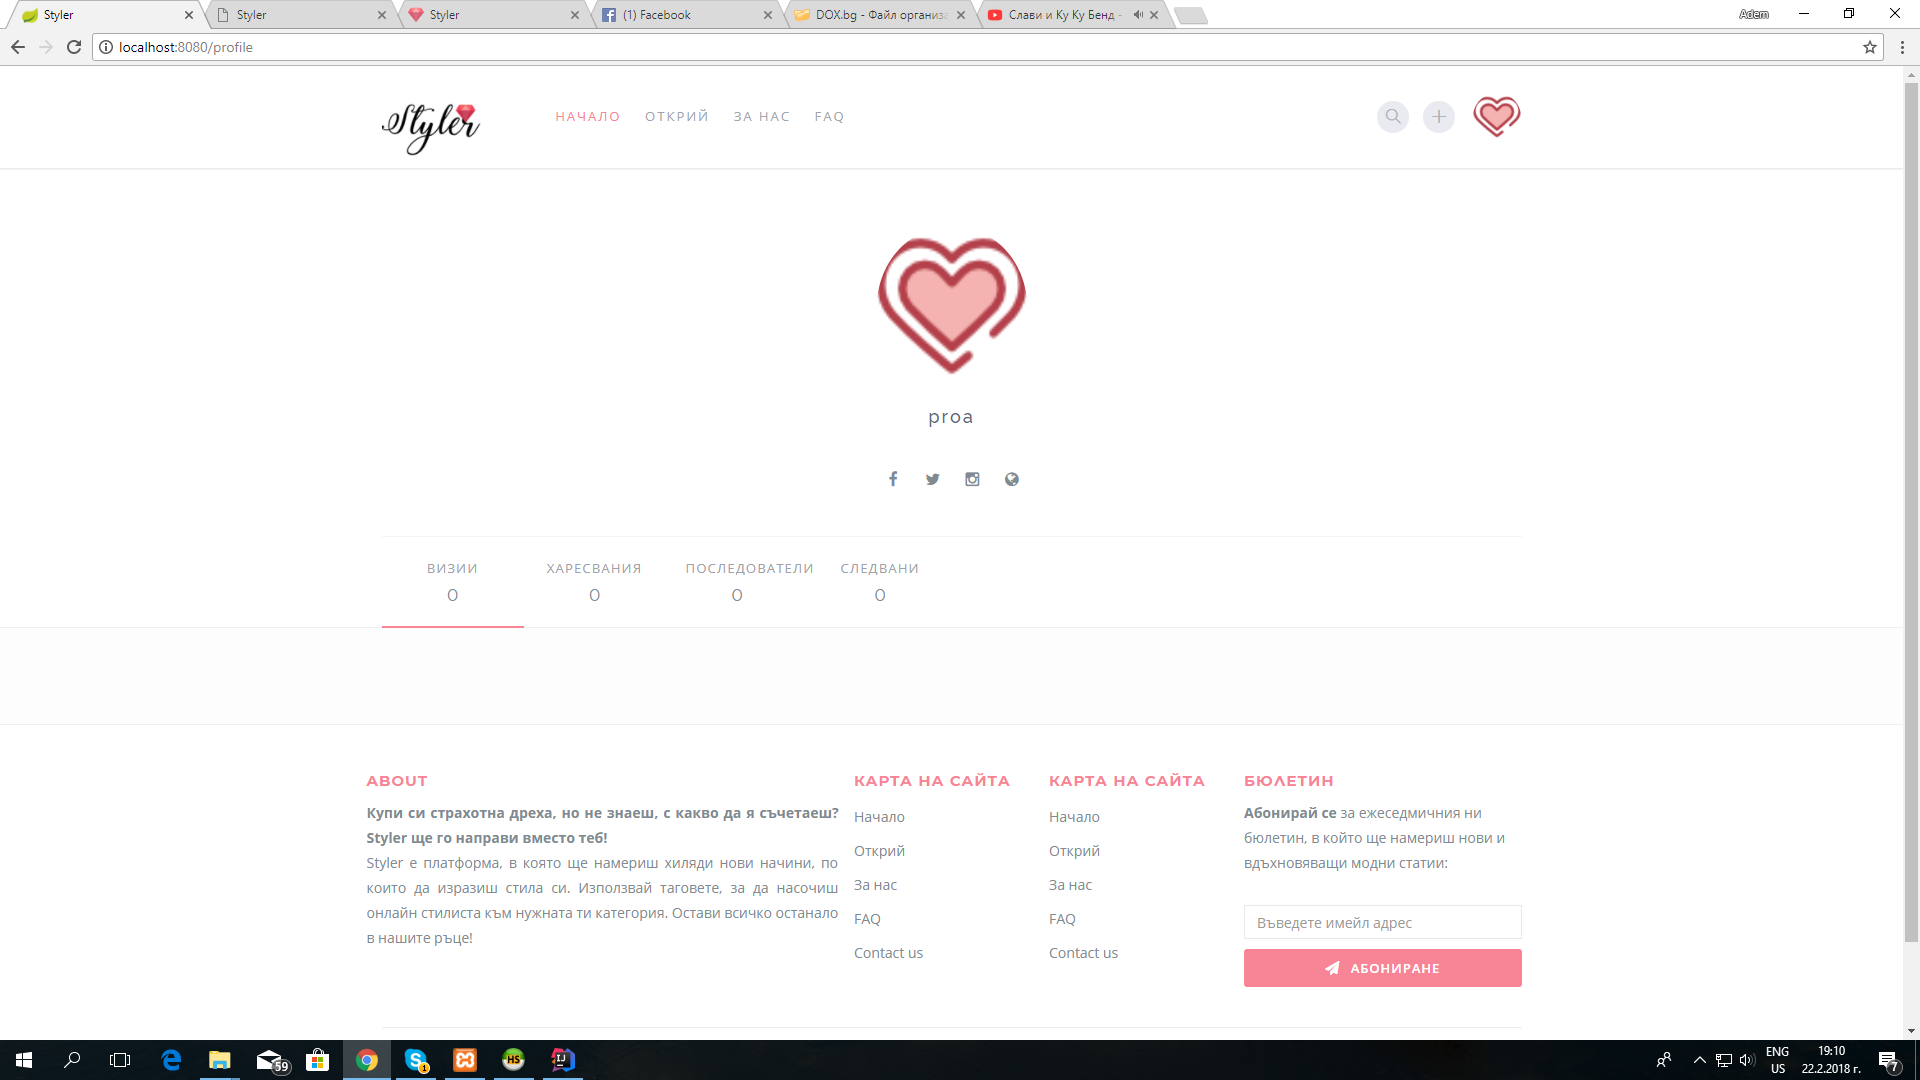 Styler
Styler
Styler
(1) Facebook
DOX.bg - Файл организа
Слави и Ку Ку Бенд -
Adem
localhost:8080/profile
Styler
НАЧАЛО
ОТКРИЙ
ЗА НАС
FAQ
proa
ВИЗИИ
ХАРЕСВАНИЯ
ПОСЛЕДОВАТЕЛИ
СЛЕДВАНИ
0
0
0
0
ABOUT
Купи си страхотна дреха, но не знаеш, с какво да я съчетаеш?
Styler ще го направи вместо теб!
Styler е платформа, в която ще намериш хиляди нови начини, по
които да изразиш стила си. Използвай таговете, за да насочиш
онлайн стилиста към нужната ти категория. Остави всичко останало
в нашите ръце!
КАРТА НА САЙТА
Начало
Открий
За нас
FAQ
Contact us
КАРТА НА САЙТА
Начало
Открий
За нас
FAQ
Contact us
БЮЛЕТИН
Абонирай се за ежеседмичния ни
бюлетин, в който ще намериш нови и
вдъхновяващи модни статии:
Въведете имейл адрес
АБОНИРАНЕ
59
1
HS
IJ
ENG
US
19:10
22.2.2018 г.
7